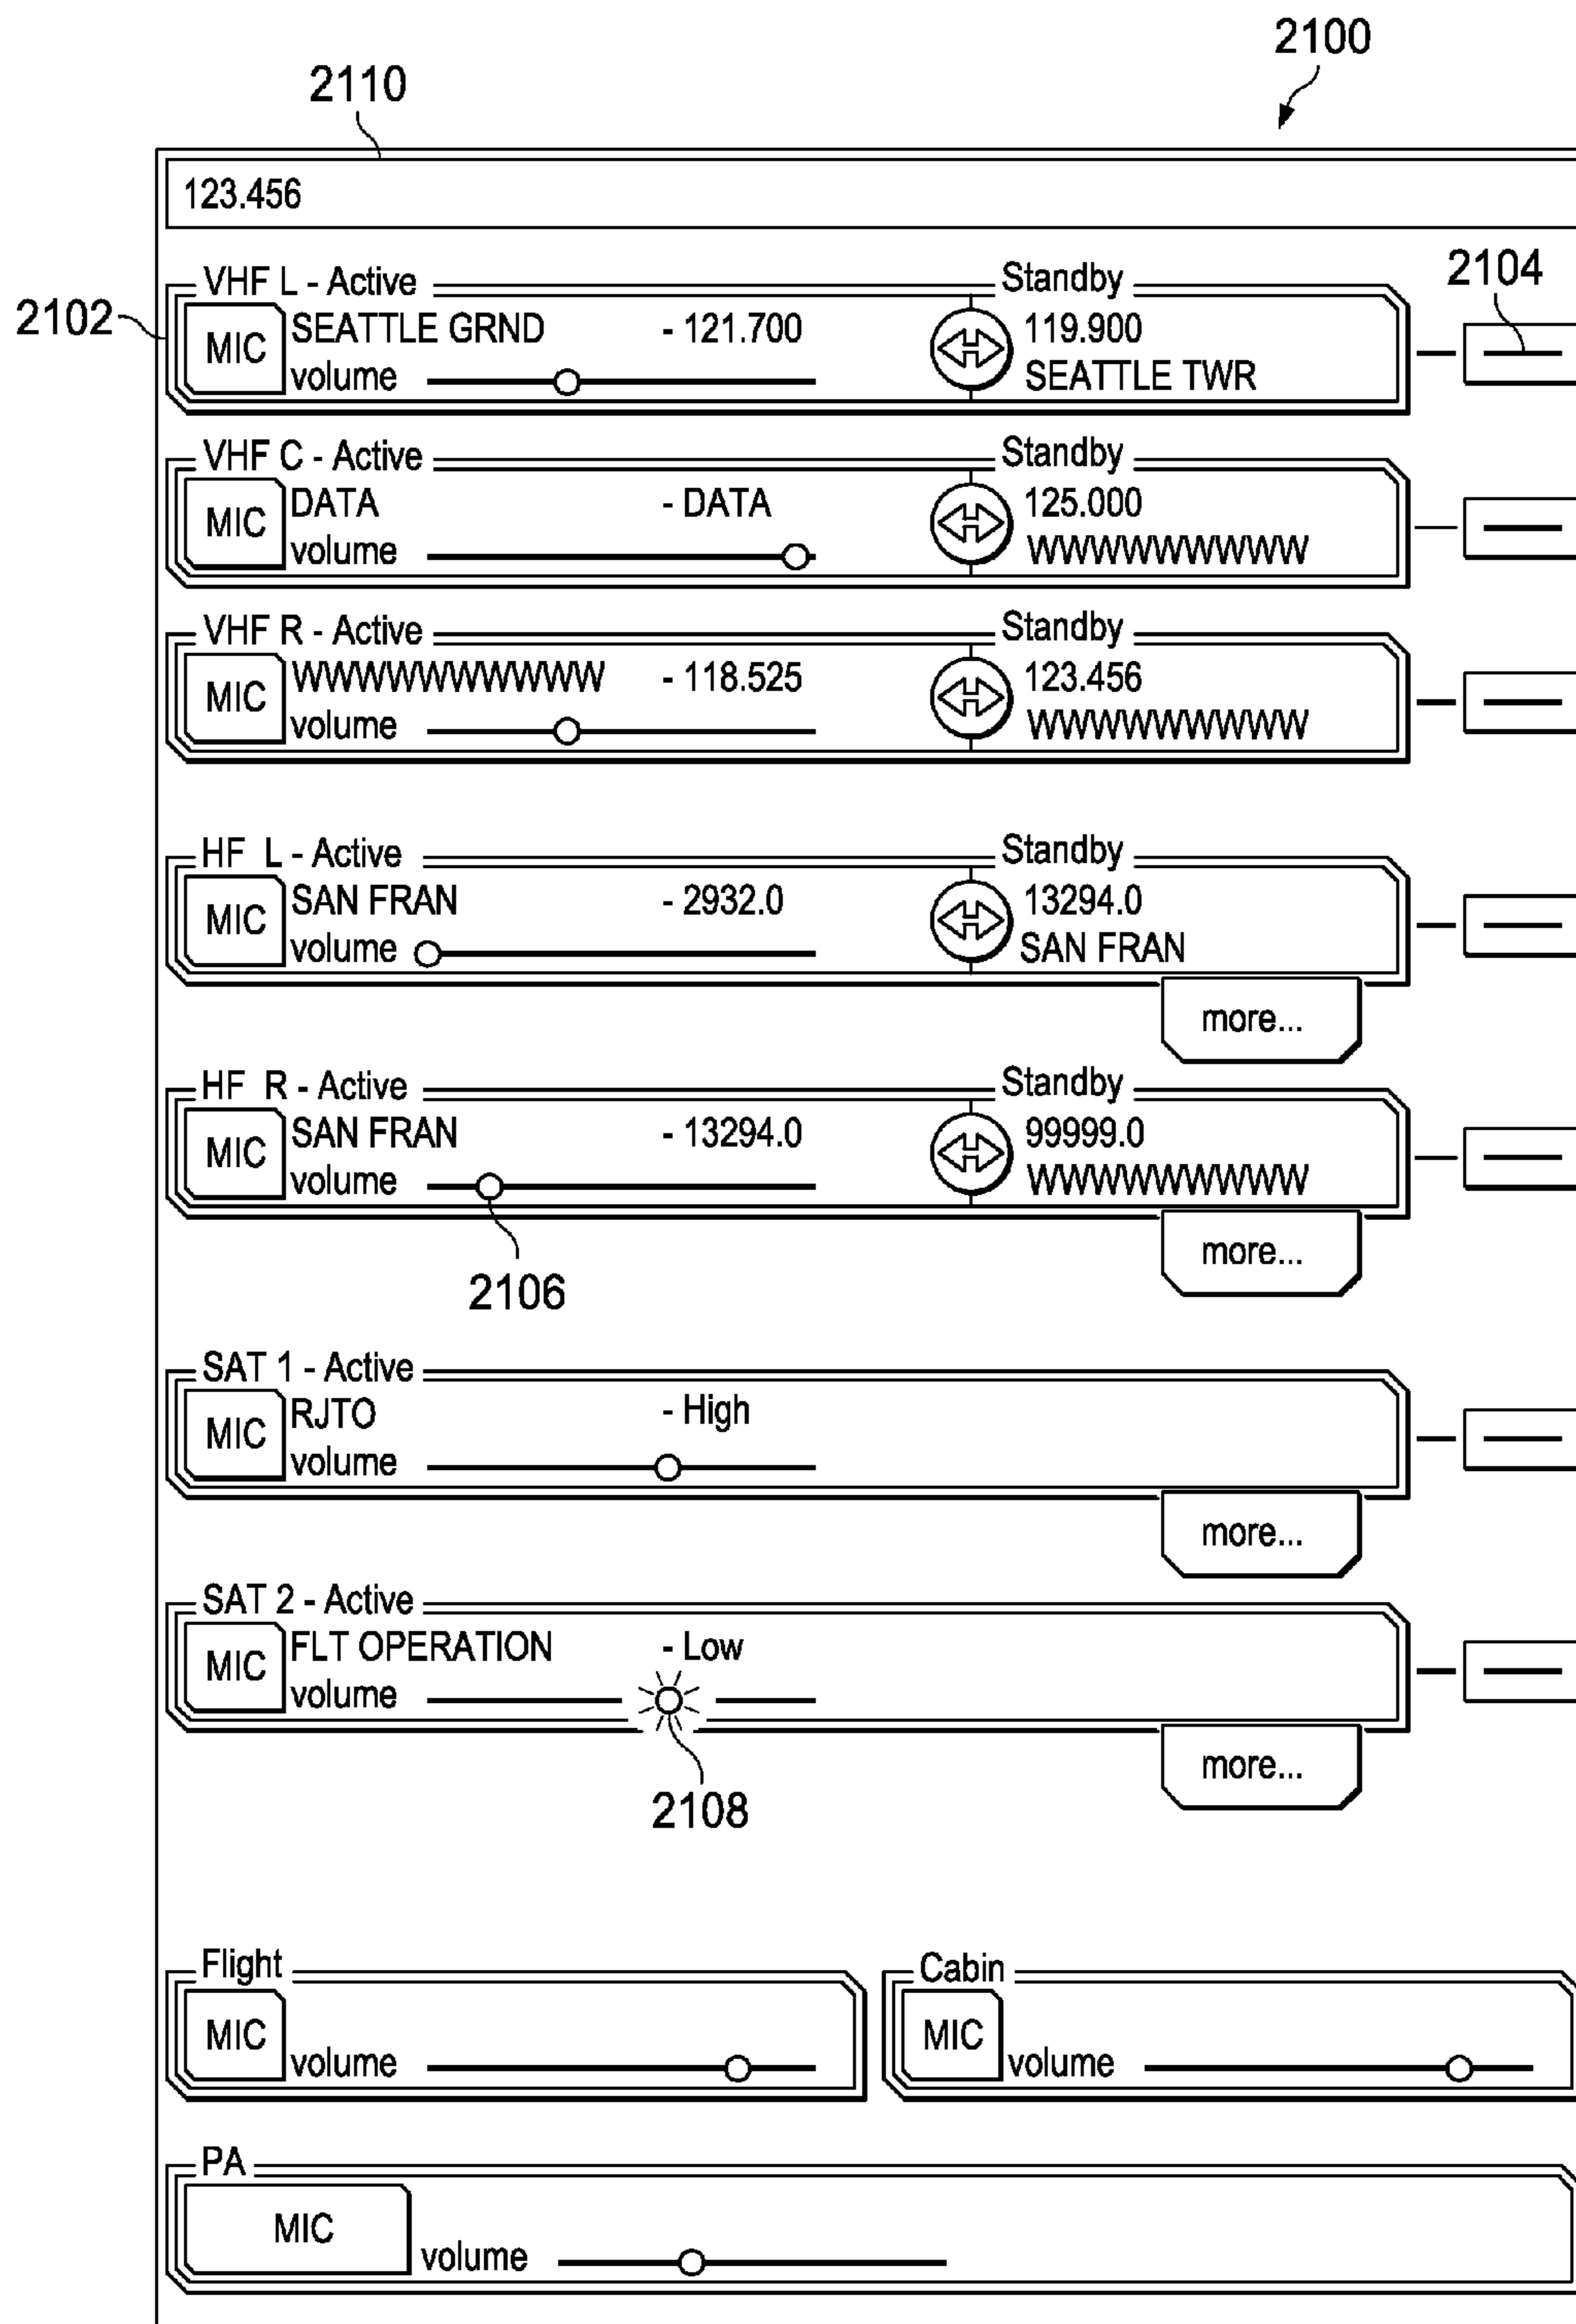 2100
2110
123.456
2104
2102
VHF L - Active Standby
MIC SEATTLE GRND - 121.700 119.900
volume SEATTLE TWR
VHF C - Active Standby
MIC DATA - DATA 125.000
volume WWWWWWWWWW
VHF R - Active Standby
MIC WWWWWWWWWW - 118.525 123.456
volume WWWWWWWWWW
HF L - Active Standby
MIC SAN FRAN - 2932.0 13294.0
volume SAN FRAN
more...
HF R - Active Standby
MIC SAN FRAN - 13294.0 99999.0
volume WWWWWWWWWW
more...
2106
SAT 1 - Active
MIC RJTO - High
volume
more...
SAT 2 - Active
MIC FLT OPERATION - Low
volume
more...
2108
Flight Cabin
MIC volume MIC volume
PA
MIC volume